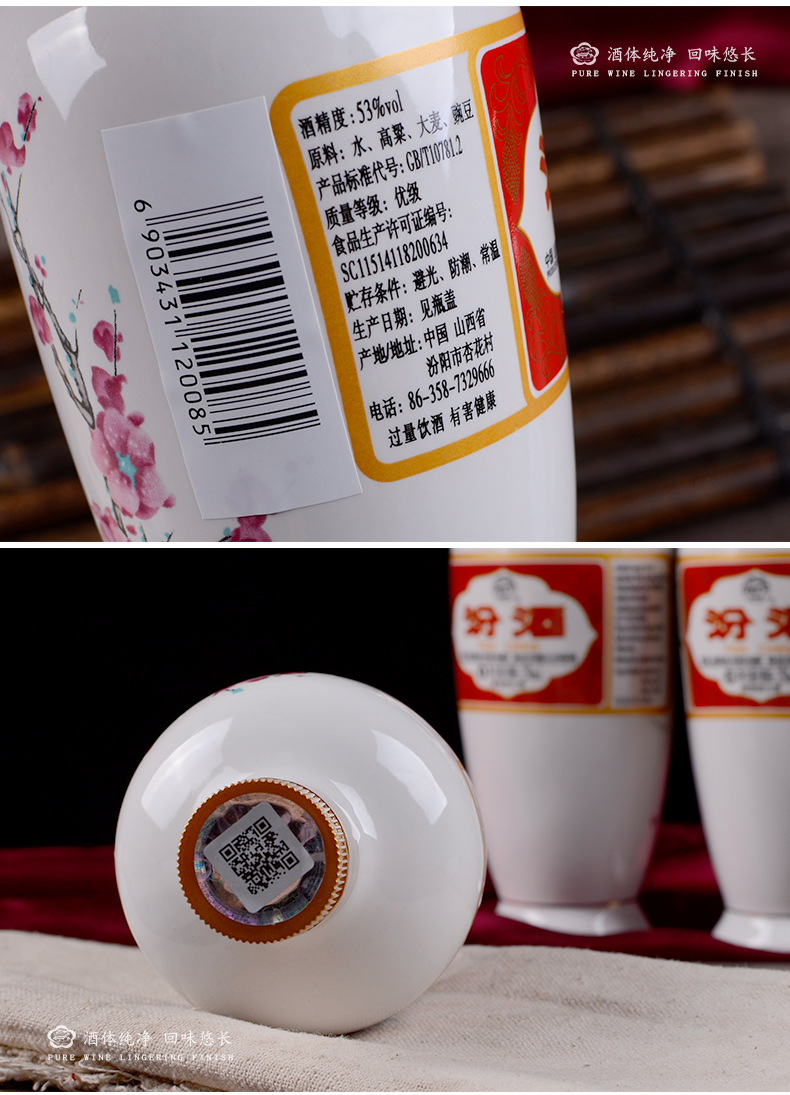 酒体纯净 回味悠长
PURE WINE LINGERING FINISH
酒精度:53%vol
原料:水、高粱、大麦、豌豆
产品标准代号:GB/T10781.2
质量等级:优级
食品生产许可证编号:
SC11514118200634
贮存条件:避光、防潮、常温
生产日期:见瓶盖
产地/地址:中国 山西省
汾阳市杏花村
电话:86-358-7329666
过量饮酒 有害健康
6 903431 120085
汾酒
汾酒
酒体纯净 回味悠长
PURE WINE LINGERING FINISH